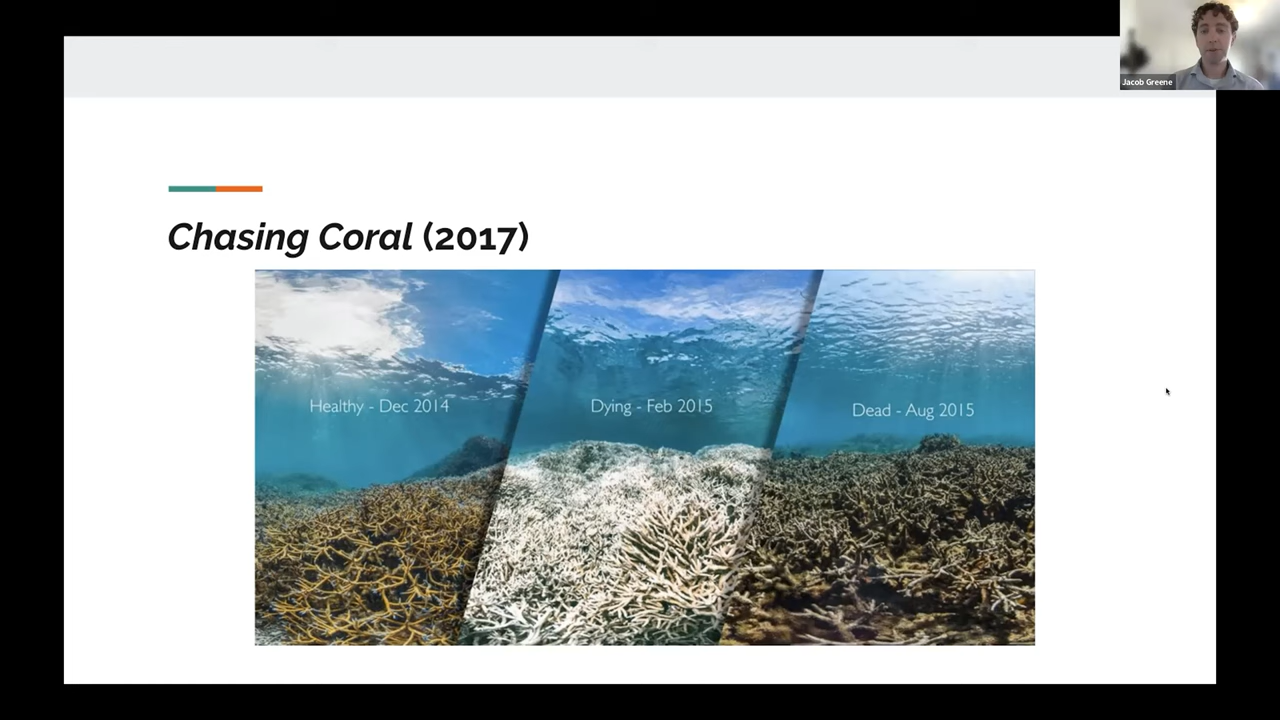 Jacob Greene
Chasing Coral (2017)
Healthy - Dec 2014
Dying - Feb 2015
Dead - Aug 2015